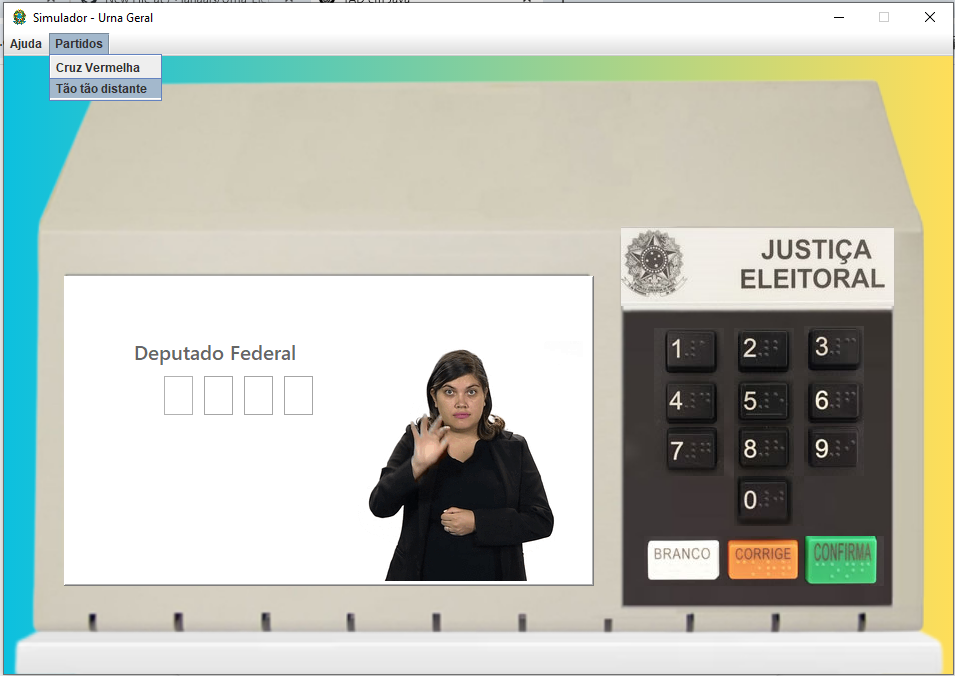 Simulador - Urna Geral
Ajuda
Partidos
Cruz Vermelha
Tão tão distante
JUSTIÇA
ELEITORAL
Deputado Federal
1
2
3
4
5
6
7
8
9
0
BRANCO
CORRIGE
CONFIRMA